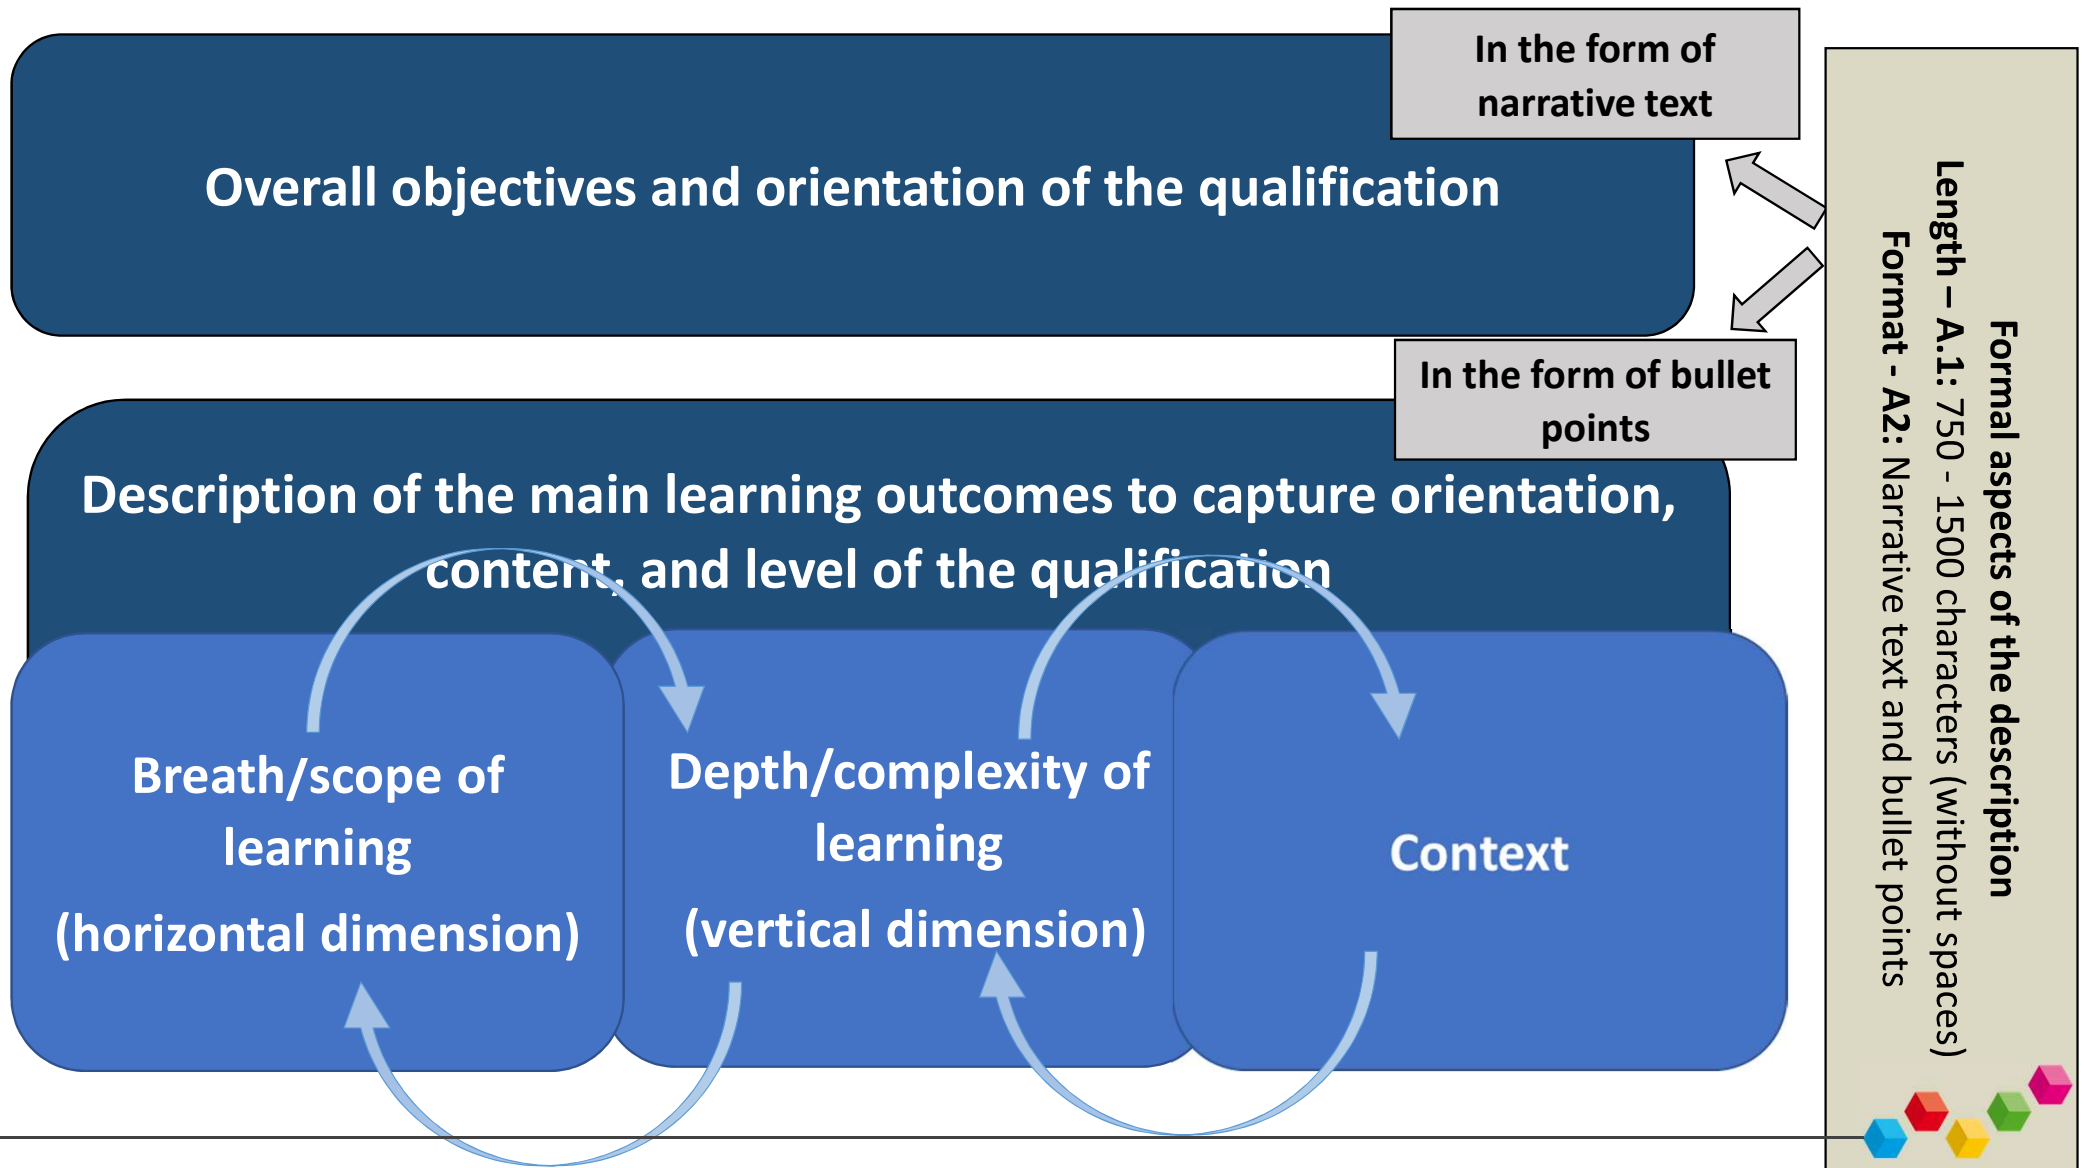 In the form of
narrative text
Overall objectives and orientation of the qualification
In the form of bullet
points
Description of the main learning outcomes to capture orientation,
content, and level of the qualification
Breath/scope of
learning
(horizontal dimension)
Depth/complexity of
learning
(vertical dimension)
Context
Formal aspects of the description
Length – A.1: 750 - 1500 characters (without spaces)
Format - A2: Narrative text and bullet points